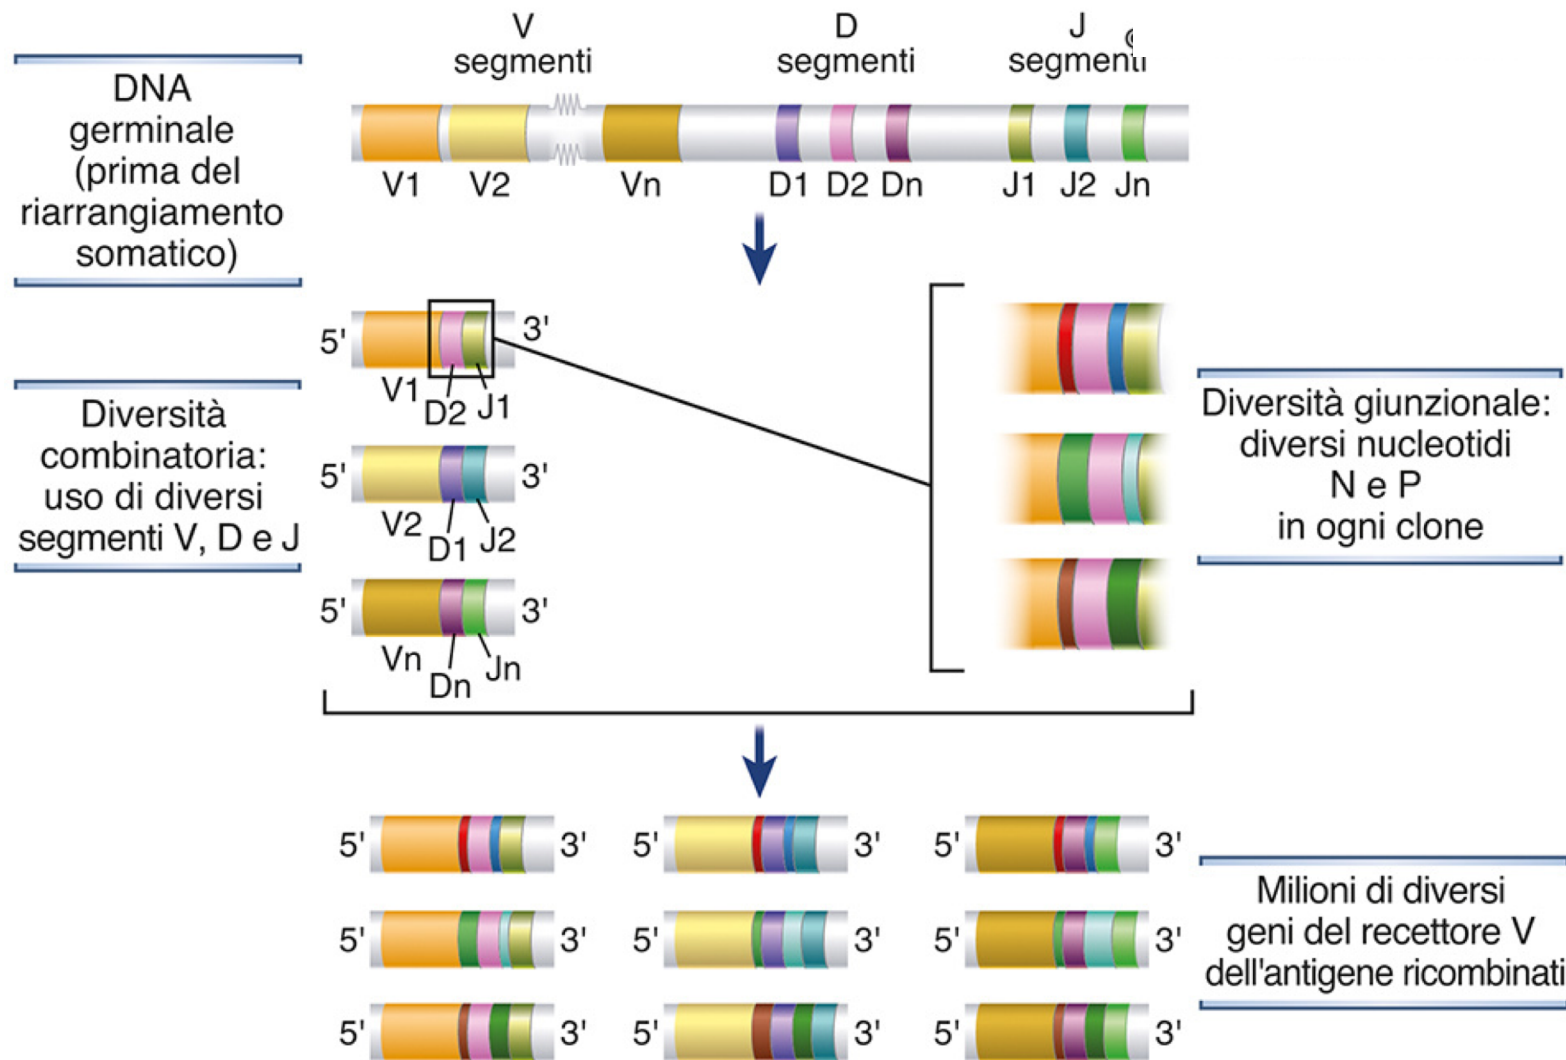 V
segmenti
D
segmenti
J
segmenti
DNA
germinale
(prima del
riarrangiamento
somatico)
V1 V2 Vn D1 D2 Dn J1 J2 Jn
5' 3'
V1 D2 J1
Diversità
combinatoria:
uso di diversi
segmenti V, D e J
5' 3'
V2 D1 J2
5' 3'
Vn Dn Jn
Diversità giunzionale:
diversi nucleotidi
N e P
in ogni clone
5' 3' 5' 3' 5' 3'
5' 3' 5' 3' 5' 3'
5' 3' 5' 3' 5' 3'
Milioni di diversi
geni del recettore V
dell'antigene ricombinati